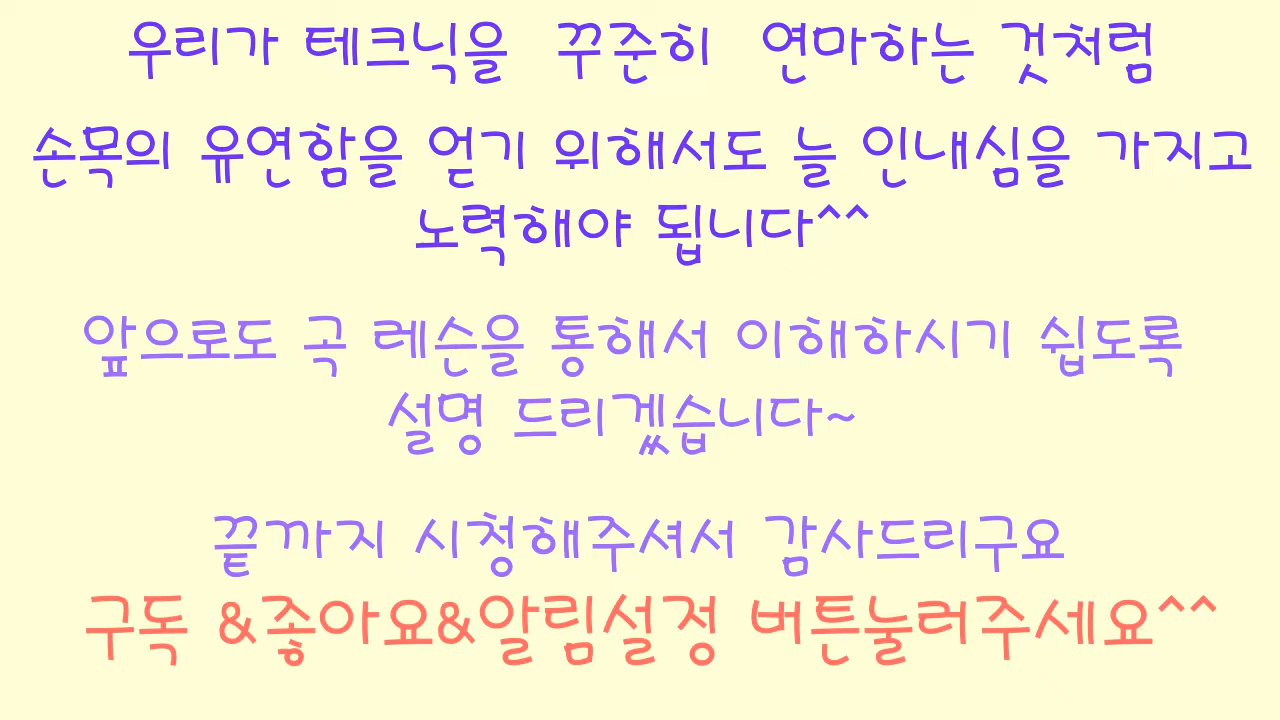 우리가 테크닉을 꾸준히 연마하는 것처럼
손목의 유연함을 얻기 위해서도 늘 인내심을 가지고
노력해야 됩니다^^
앞으로도 곡 레슨을 통해서 이해하시기 쉽도록
설명 드리겠습니다~
끝까지 시청해주셔서 감사드리구요
구독 &좋아요&알림설정 버튼눌러주세요^^